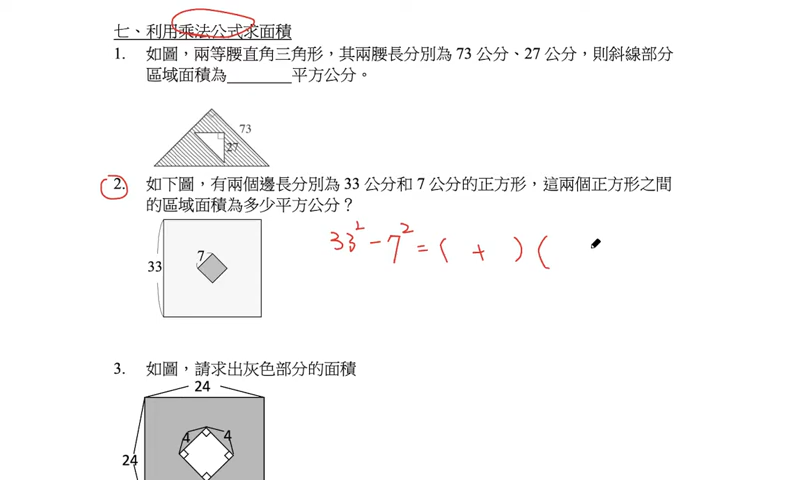 七、利用乘法公式求面積
1. 如圖，兩等腰直角三角形，其兩腰長分別為 73 公分、27 公分，則斜線部分
區域面積為________平方公分。
73
27
2. 如下圖，有兩個邊長分別為 33 公分和 7 公分的正方形，這兩個正方形之間
的區域面積為多少平方公分？
33² - 7² = ( + ) (
7
33
3. 如圖，請求出灰色部分的面積
24
4 4
24